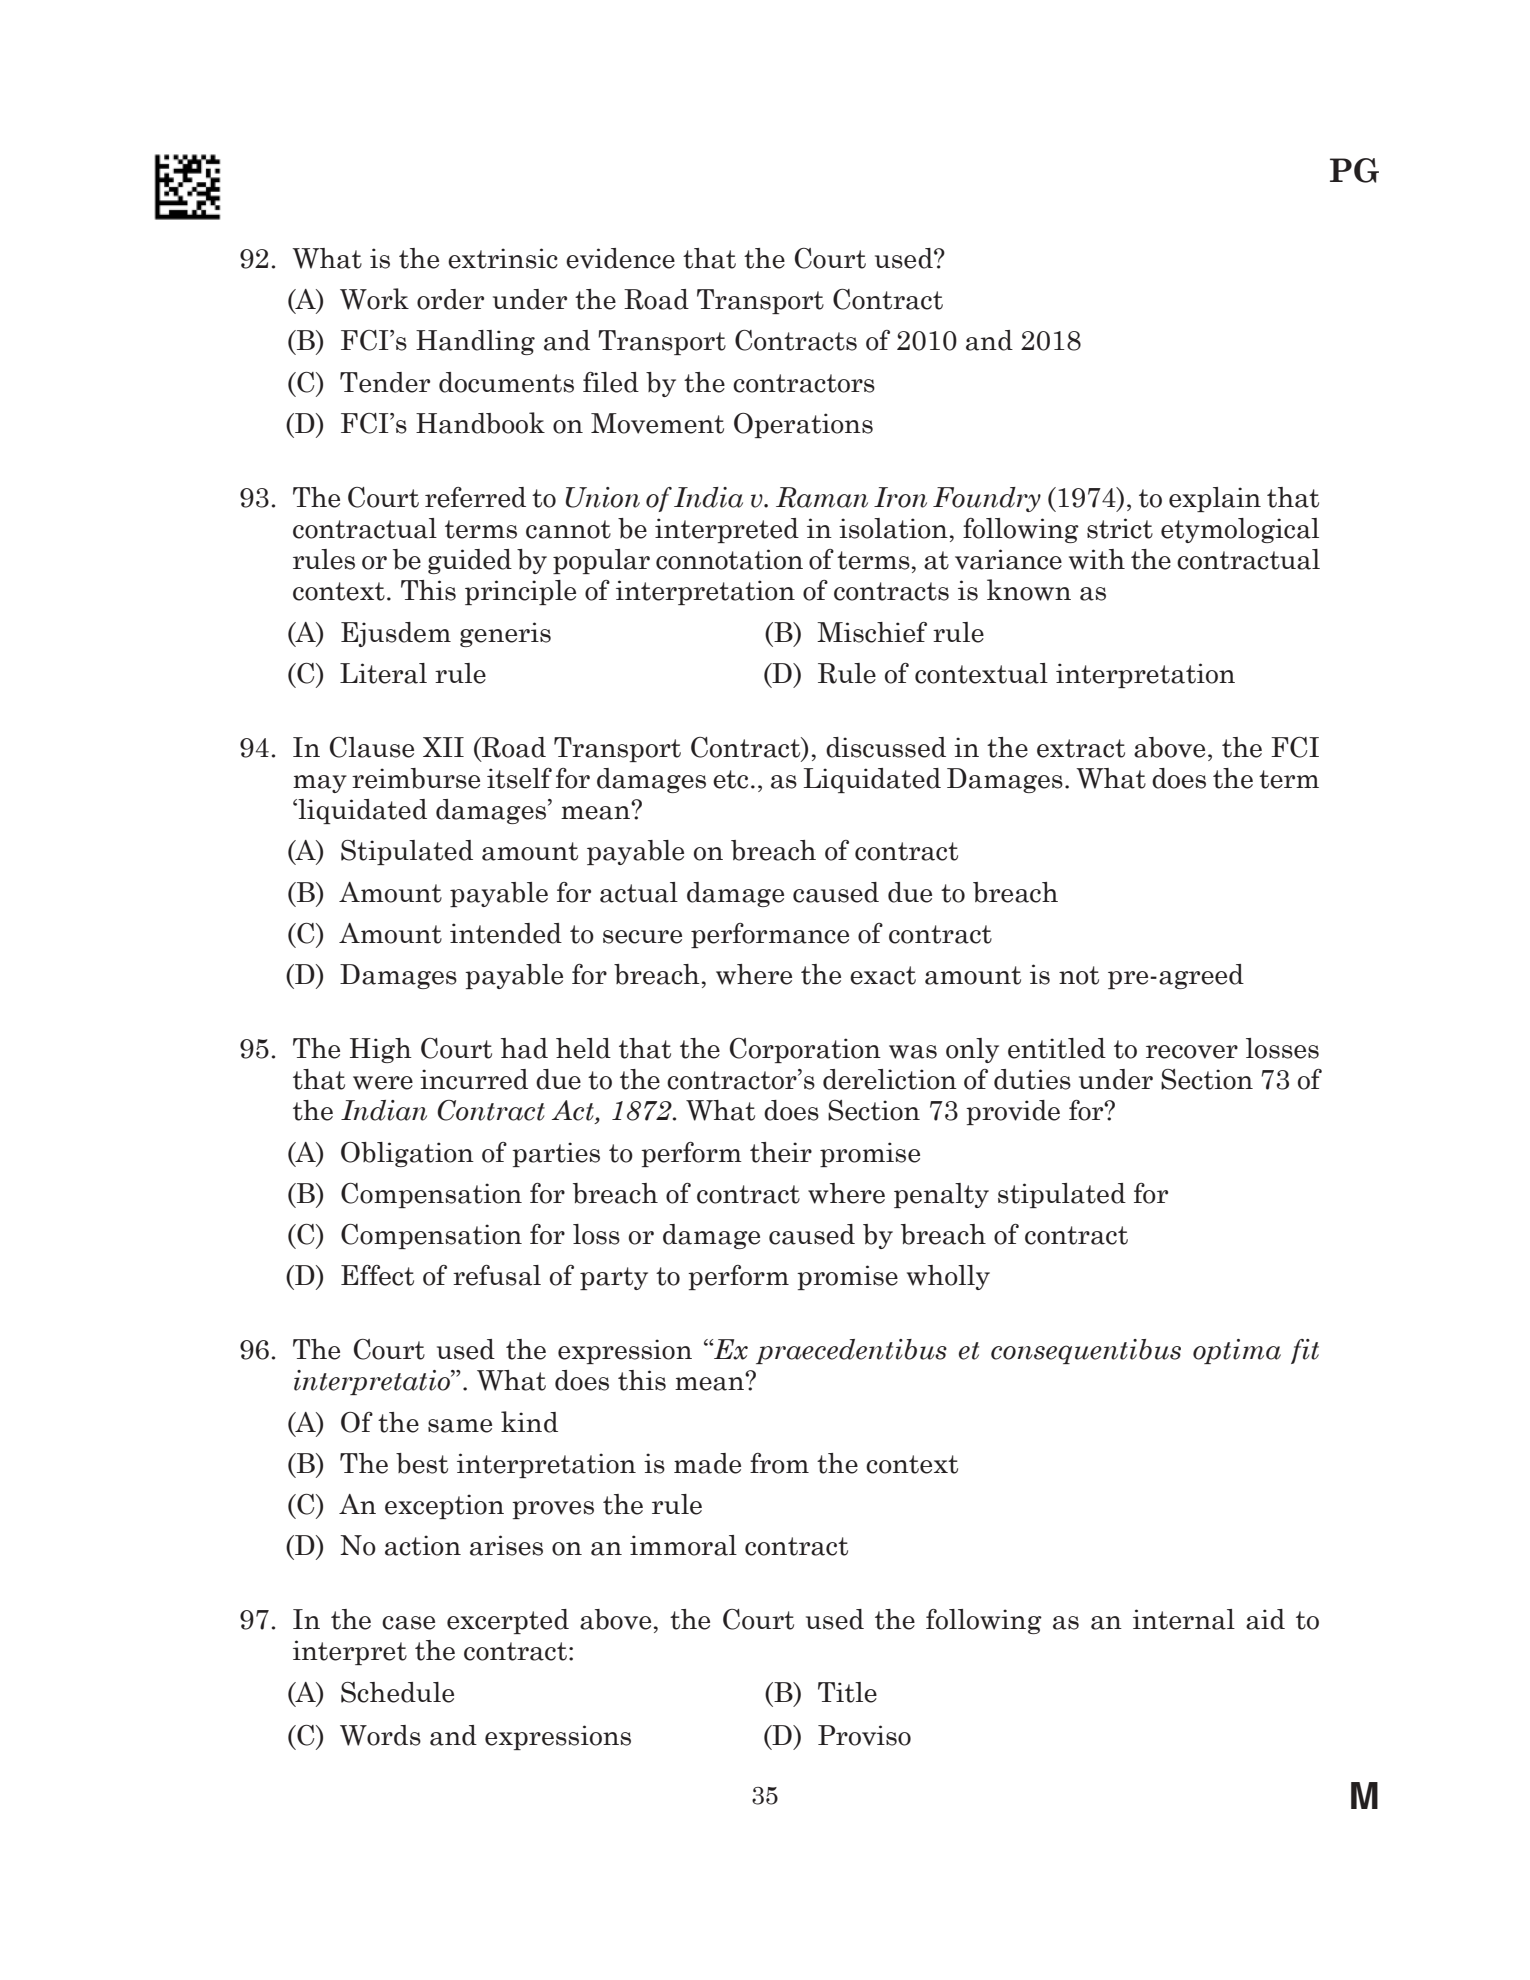 PG
92. What is the extrinsic evidence that the Court used?
(A) Work order under the Road Transport Contract
(B) FCI’s Handling and Transport Contracts of 2010 and 2018
(C) Tender documents filed by the contractors
(D) FCI’s Handbook on Movement Operations
93. The Court referred to Union of India v. Raman Iron Foundry (1974), to explain that
contractual terms cannot be interpreted in isolation, following strict etymological
rules or be guided by popular connotation of terms, at variance with the contractual
context. This principle of interpretation of contracts is known as
(A) Ejusdem generis (B) Mischief rule
(C) Literal rule (D) Rule of contextual interpretation
94. In Clause XII (Road Transport Contract), discussed in the extract above, the FCI
may reimburse itself for damages etc., as Liquidated Damages. What does the term
‘liquidated damages’ mean?
(A) Stipulated amount payable on breach of contract
(B) Amount payable for actual damage caused due to breach
(C) Amount intended to secure performance of contract
(D) Damages payable for breach, where the exact amount is not pre-agreed
95. The High Court had held that the Corporation was only entitled to recover losses
that were incurred due to the contractor’s dereliction of duties under Section 73 of
the Indian Contract Act, 1872. What does Section 73 provide for?
(A) Obligation of parties to perform their promise
(B) Compensation for breach of contract where penalty stipulated for
(C) Compensation for loss or damage caused by breach of contract
(D) Effect of refusal of party to perform promise wholly
96. The Court used the expression “Ex praecedentibus et consequentibus optima fit
interpretatio”. What does this mean?
(A) Of the same kind
(B) The best interpretation is made from the context
(C) An exception proves the rule
(D) No action arises on an immoral contract
97. In the case excerpted above, the Court used the following as an internal aid to
interpret the contract:
(A) Schedule (B) Title
(C) Words and expressions (D) Proviso
35 M